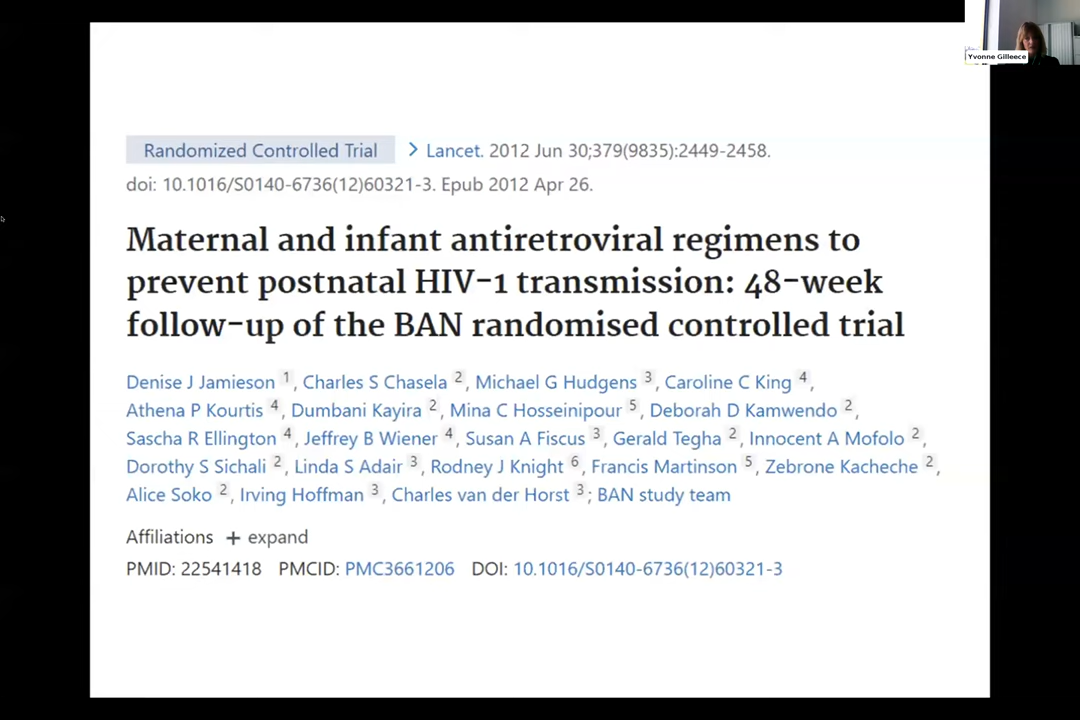 Yvonne Gilleece
Randomized Controlled Trial > Lancet. 2012 Jun 30;379(9835):2449-2458.
doi: 10.1016/S0140-6736(12)60321-3. Epub 2012 Apr 26.
Maternal and infant antiretroviral regimens to
prevent postnatal HIV-1 transmission: 48-week
follow-up of the BAN randomised controlled trial
Denise J Jamieson 1, Charles S Chasela 2, Michael G Hudgens 3, Caroline C King 4,
Athena P Kourtis 4, Dumbani Kayira 2, Mina C Hosseinipour 5, Deborah D Kamwendo 2,
Sascha R Ellington 4, Jeffrey B Wiener 4, Susan A Fiscus 3, Gerald Tegha 2, Innocent A Mofolo 2,
Dorothy S Sichali 2, Linda S Adair 3, Rodney J Knight 6, Francis Martinson 5, Zebrone Kacheche 2,
Alice Soko 2, Irving Hoffman 3, Charles van der Horst 3; BAN study team
Affiliations + expand
PMID: 22541418 PMCID: PMC3661206 DOI: 10.1016/S0140-6736(12)60321-3